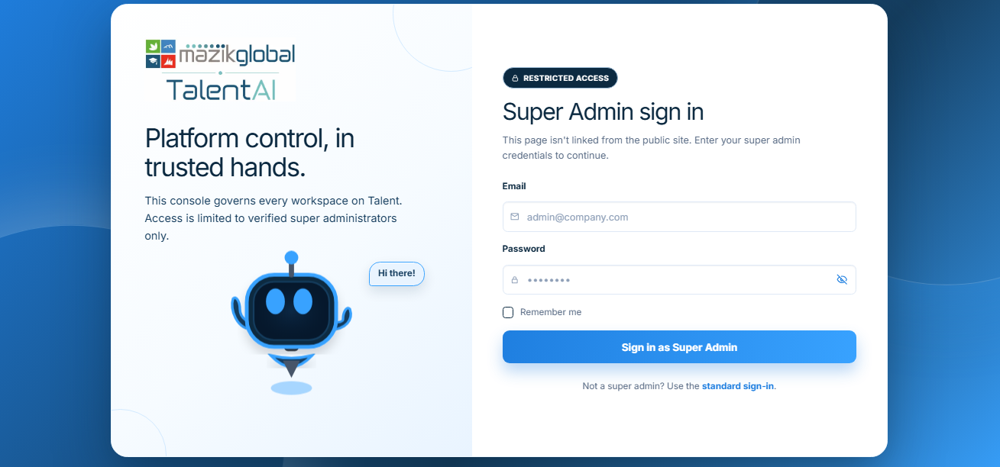 mazikglobal
TalentAI
Platform control, in
trusted hands.
This console governs every workspace on Talent.
Access is limited to verified super administrators
only.
Hi there!
RESTRICTED ACCESS
Super Admin sign in
This page isn't linked from the public site. Enter your super admin
credentials to continue.
Email
admin@company.com
Password
••••••••
Remember me
Sign in as Super Admin
Not a super admin? Use the standard sign-in.